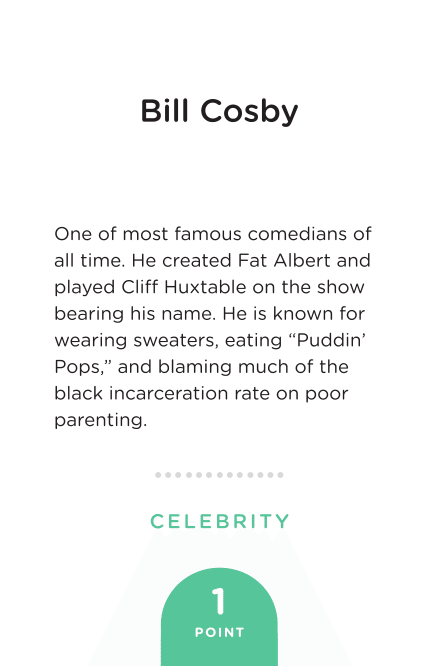 Bill Cosby
One of most famous comedians of
all time. He created Fat Albert and
played Cliff Huxtable on the show
bearing his name. He is known for
wearing sweaters, eating “Puddin’
Pops,” and blaming much of the
black incarceration rate on poor
parenting.
CELEBRITY
1
POINT